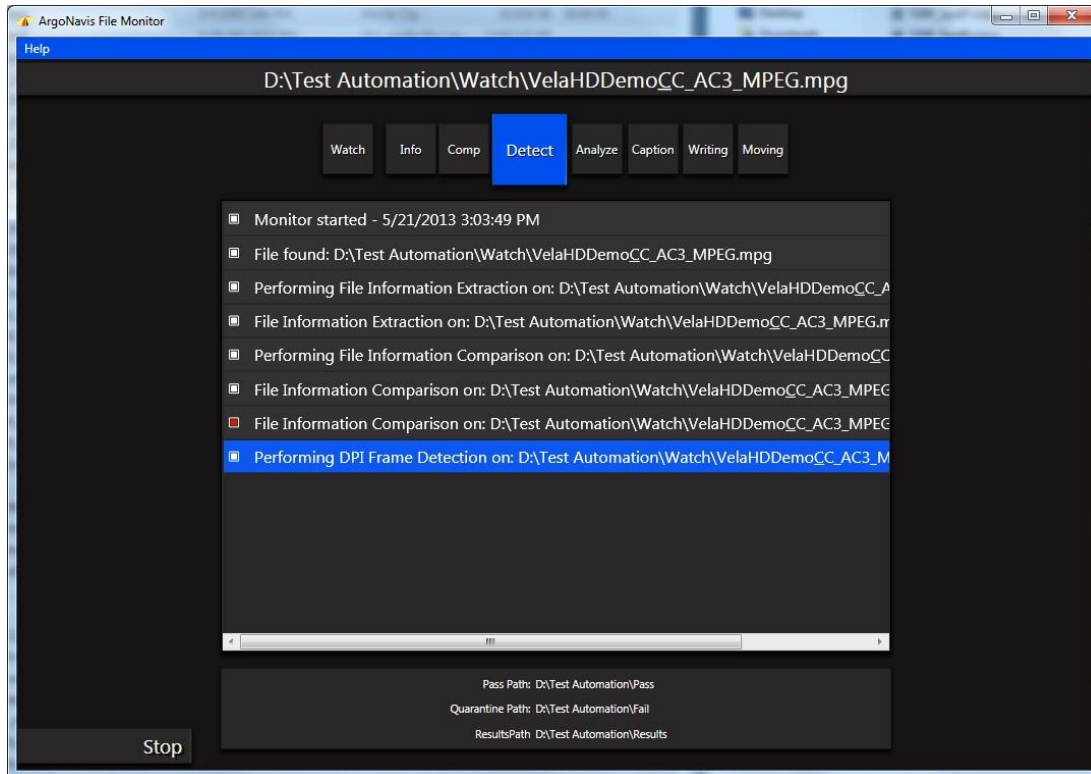 ArgoNavis File Monitor
Help
D:\Test Automation\Watch\VelaHDDemoCC_AC3_MPEG.mpg
Watch Info Comp Detect Analyze Caption Writing Moving
Monitor started - 5/21/2013 3:03:49 PM
File found: D:\Test Automation\Watch\VelaHDDemoCC_AC3_MPEG.mpg
Performing File Information Extraction on: D:\Test Automation\Watch\VelaHDDemoCC_A
File Information Extraction on: D:\Test Automation\Watch\VelaHDDemoCC_AC3_MPEG.m
Performing File Information Comparison on: D:\Test Automation\Watch\VelaHDDemoCC
File Information Comparison on: D:\Test Automation\Watch\VelaHDDemoCC_AC3_MPEG
File Information Comparison on: D:\Test Automation\Watch\VelaHDDemoCC_AC3_MPEG
Performing DPI Frame Detection on: D:\Test Automation\Watch\VelaHDDemoCC_AC3_M
Pass Path: D:\Test Automation\Pass
Quarantine Path: D:\Test Automation\Fail
ResultsPath D:\Test Automation\Results
Stop